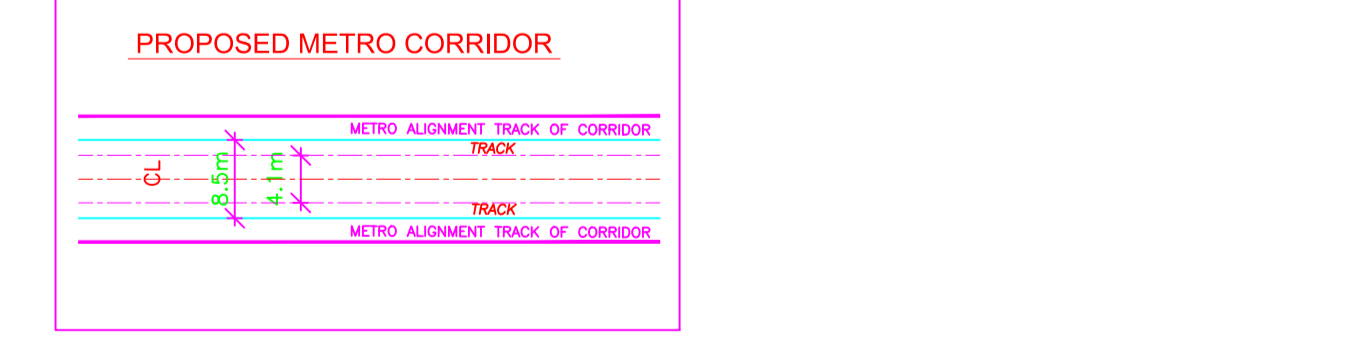 PROPOSED METRO CORRIDOR
METRO ALIGNMENT TRACK OF CORRIDOR
TRACK
CL
8.5m
4.1m
TRACK
METRO ALIGNMENT TRACK OF CORRIDOR